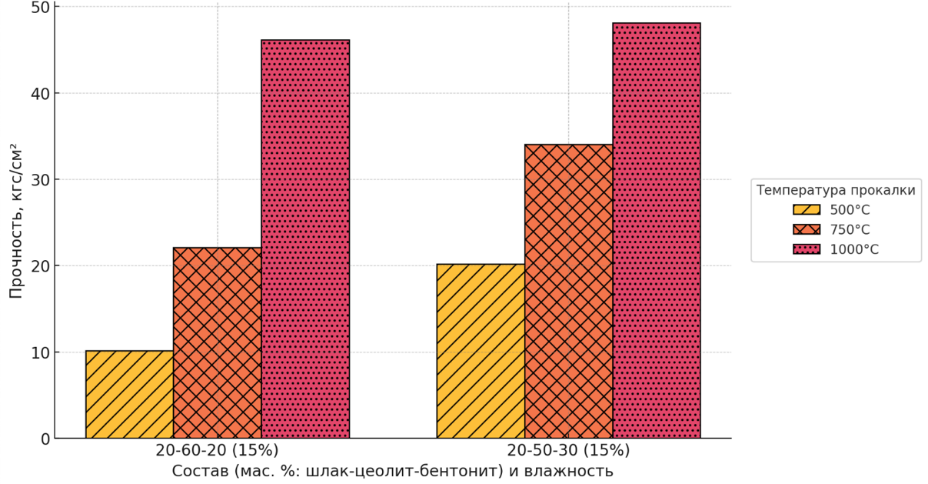 50
40
30
20
10
0
Прочность, кгс/см²
20-60-20 (15%)
20-50-30 (15%)
Состав (мас. %: шлак-цеолит-бентонит) и влажность
Температура прокалки
500°C
750°C
1000°C